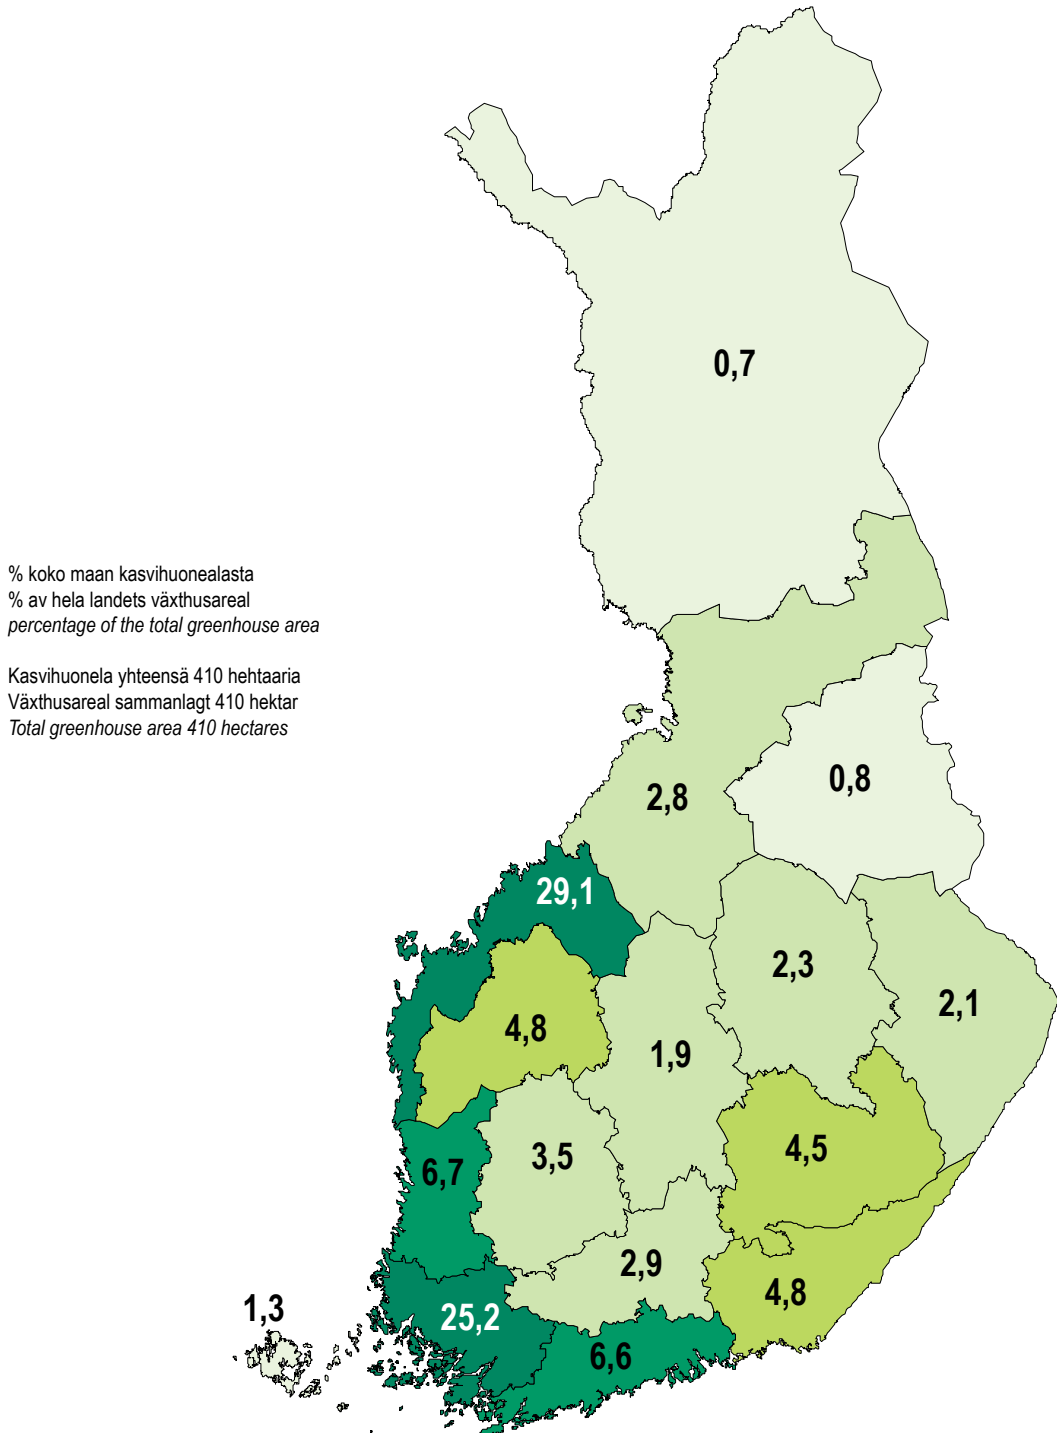 0,7
% koko maan kasvihuonealasta
% av hela landets växthusareal
percentage of the total greenhouse area
Kasvihuonela yhteensä 410 hehtaaria
Växthusareal sammanlagt 410 hektar
Total greenhouse area 410 hectares
0,8
2,8
29,1
2,3
2,1
4,8
1,9
4,5
3,5
6,7
2,9
4,8
1,3
25,2
6,6